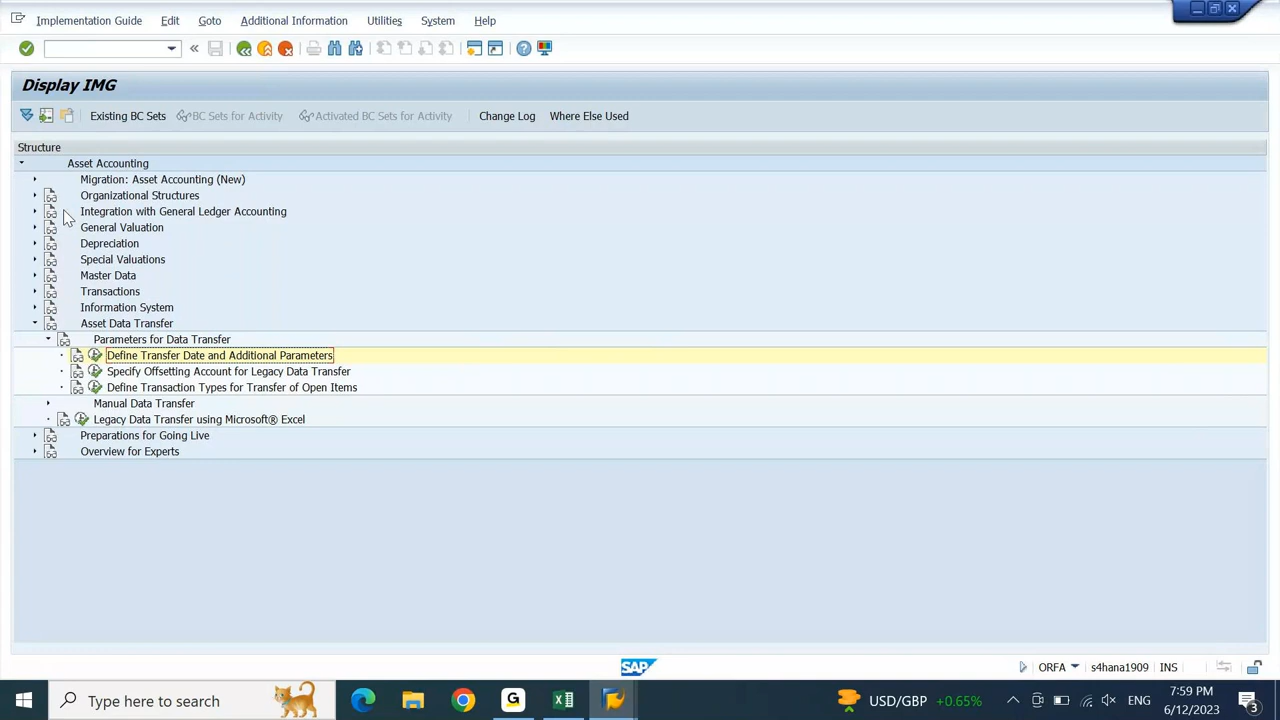 Implementation Guide Edit Goto Additional Information Utilities System Help
Display IMG
Existing BC Sets BC Sets for Activity Activated BC Sets for Activity Change Log Where Else Used
Structure
Asset Accounting
Migration: Asset Accounting (New)
Organizational Structures
Integration with General Ledger Accounting
General Valuation
Depreciation
Special Valuations
Master Data
Transactions
Information System
Asset Data Transfer
Parameters for Data Transfer
Define Transfer Date and Additional Parameters
Specify Offsetting Account for Legacy Data Transfer
Define Transaction Types for Transfer of Open Items
Manual Data Transfer
Legacy Data Transfer using Microsoft® Excel
Preparations for Going Live
Overview for Experts
SAP ORFA s4hana1909 INS
Type here to search USD/GBP +0.65% ENG 7:59 PM
6/12/2023 3